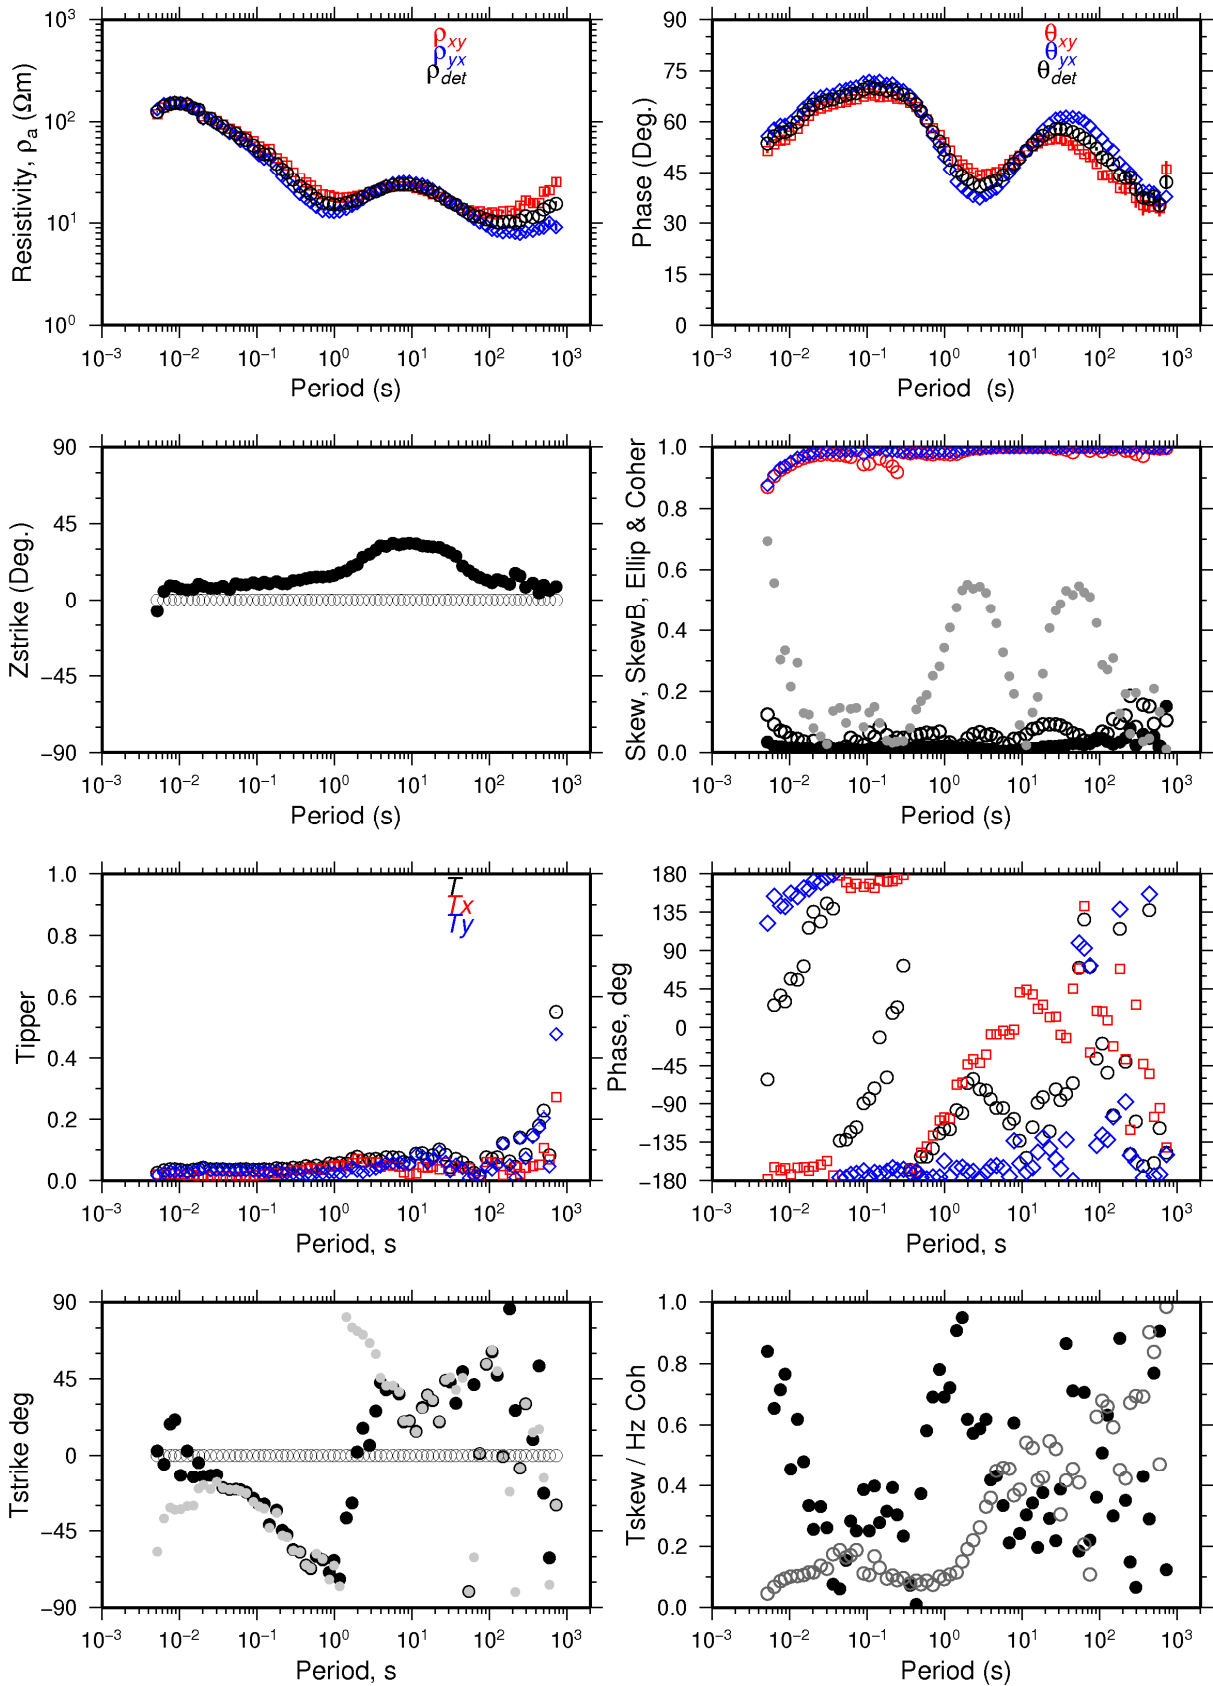 10³
10²
10¹
10⁰
Resistivity, ρa (Ωm)
ρxy
ρyx
ρdet
10⁻³ 10⁻² 10⁻¹ 10⁰ 10¹ 10² 10³
Period (s)
90
75
60
45
30
15
0
Phase (Deg.)
θxy
θyx
θdet
10⁻³ 10⁻² 10⁻¹ 10⁰ 10¹ 10² 10³
Period (s)
90
45
0
−45
−90
Zstrike (Deg.)
10⁻³ 10⁻² 10⁻¹ 10⁰ 10¹ 10² 10³
Period (s)
1.0
0.8
0.6
0.4
0.2
0.0
Skew, SkewB, Ellip & Coher
10⁻³ 10⁻² 10⁻¹ 10⁰ 10¹ 10² 10³
Period (s)
1.0
0.8
0.6
0.4
0.2
0.0
Tipper
T
Tx
Ty
10⁻³ 10⁻² 10⁻¹ 10⁰ 10¹ 10² 10³
Period, s
180
135
90
45
0
−45
−90
−135
−180
Phase, deg
10⁻³ 10⁻² 10⁻¹ 10⁰ 10¹ 10² 10³
Period, s
90
45
0
−45
−90
Tstrike deg
10⁻³ 10⁻² 10⁻¹ 10⁰ 10¹ 10² 10³
Period, s
1.0
0.8
0.6
0.4
0.2
0.0
Tskew / Hz Coh
10⁻³ 10⁻² 10⁻¹ 10⁰ 10¹ 10² 10³
Period (s)